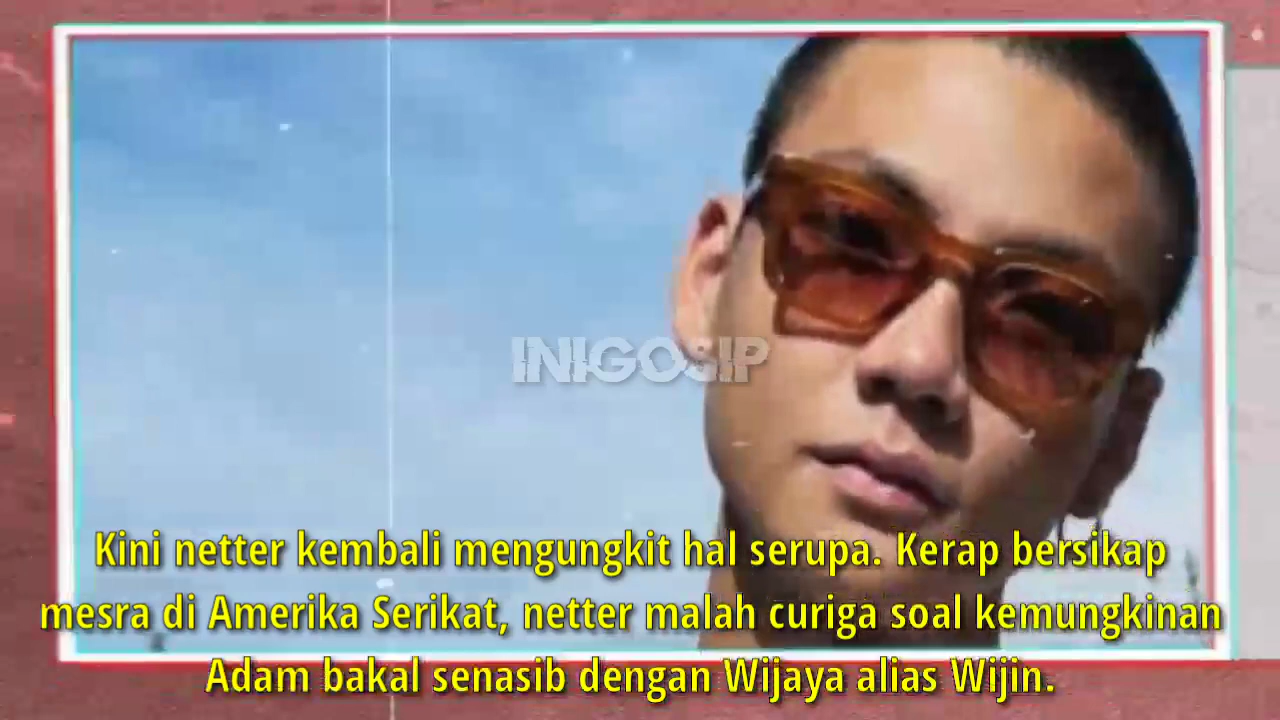 INIGOSIP
Kini netter kembali mengungkit hal serupa. Kerap bersikap
mesra di Amerika Serikat, netter malah curiga soal kemungkinan
Adam bakal senasib dengan Wijaya alias Wijin.